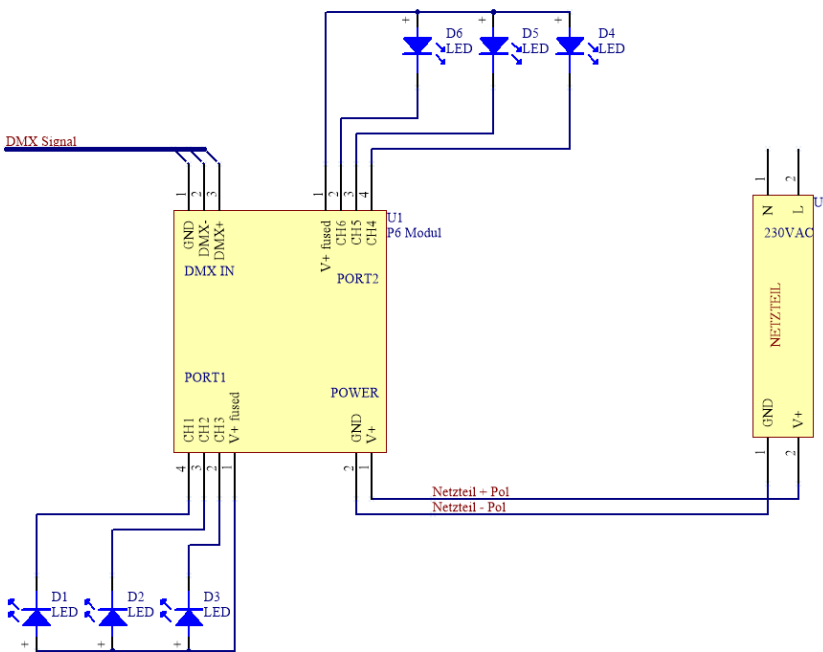 + D6 LED
+ D5 LED
+ D4 LED
DMX Signal
1 2 3
1 2 3 4
1 2
GND DMX- DMX+
V+ fused CH6 CH5 CH4
U1
P6 Modul
N L
U
230VAC
DMX IN
PORT2
NETZTEIL
PORT1
POWER
CH1 CH2 CH3 V+ fused
GND V+
GND V+
4 3 2 1
2 1
1 2
Netzteil + Pol
Netzteil - Pol
D1 LED
D2 LED
D3 LED
+ + +